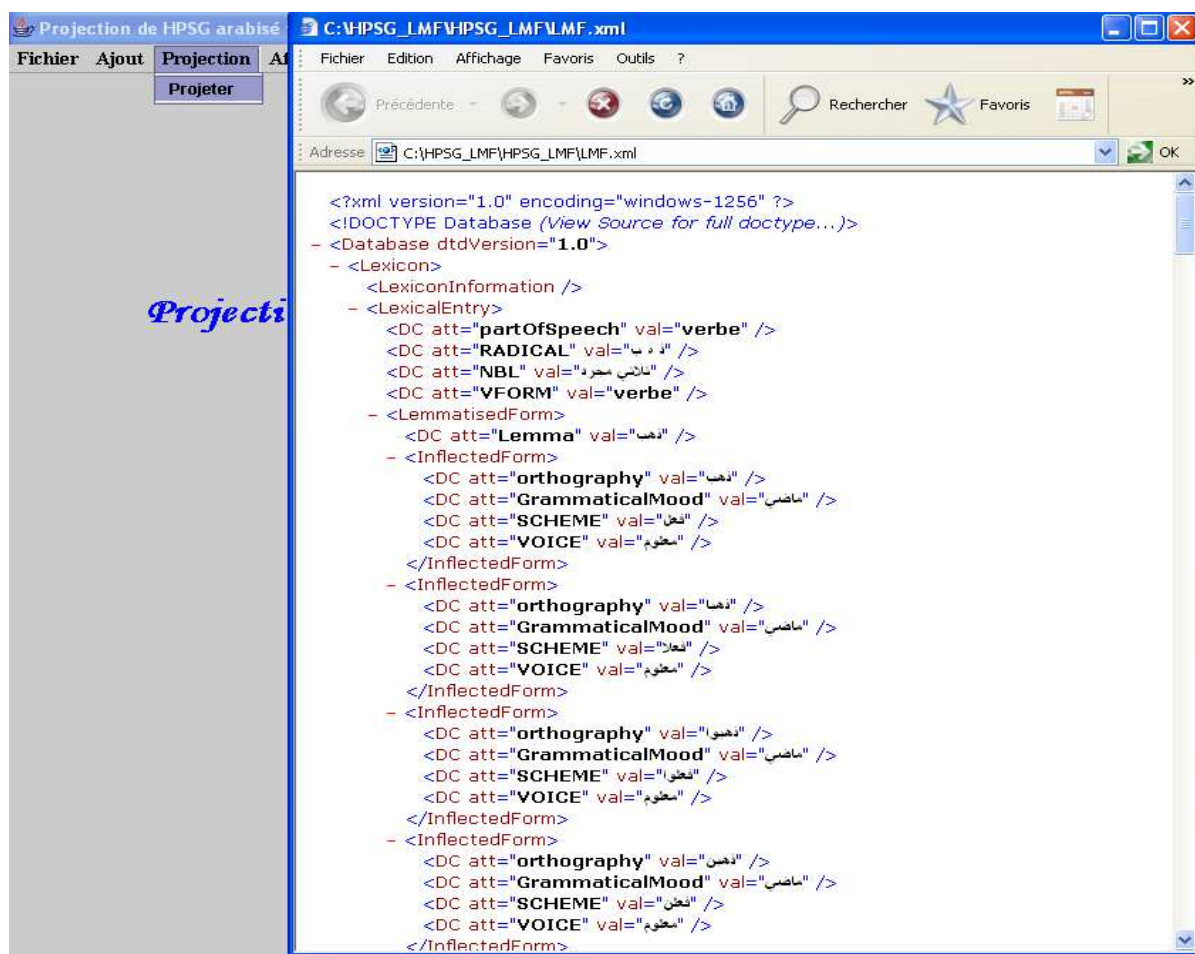 Projection de HPSG arabisé
Fichier Ajout Projection Af
Projeter
Projecti
C:\HPSG_LMF\HPSG_LMF\LMF.xml
Fichier Edition Affichage Favoris Outils ?
Précédente Rechercher Favoris »
Adresse C:\HPSG_LMF\HPSG_LMF\LMF.xml OK
<?xml version="1.0" encoding="windows-1256" ?>
<!DOCTYPE Database (View Source for full doctype...)>
– <Database dtdVersion="1.0">
– <Lexicon>
<LexiconInformation />
– <LexicalEntry>
<DC att="partOfSpeech" val="verbe" />
<DC att="RADICAL" val="ذ ه ب" />
<DC att="NBL" val="ثلاثي مجرد" />
<DC att="VFORM" val="verbe" />
– <LemmatisedForm>
<DC att="Lemma" val="ذهب" />
– <InflectedForm>
<DC att="orthography" val="ذهب" />
<DC att="GrammaticalMood" val="ماضي" />
<DC att="SCHEME" val="فعل" />
<DC att="VOICE" val="معلوم" />
</InflectedForm>
– <InflectedForm>
<DC att="orthography" val="ذهبا" />
<DC att="GrammaticalMood" val="ماضي" />
<DC att="SCHEME" val="فعلا" />
<DC att="VOICE" val="معلوم" />
</InflectedForm>
– <InflectedForm>
<DC att="orthography" val="ذهبوا" />
<DC att="GrammaticalMood" val="ماضي" />
<DC att="SCHEME" val="فعلوا" />
<DC att="VOICE" val="معلوم" />
</InflectedForm>
– <InflectedForm>
<DC att="orthography" val="ذهبن" />
<DC att="GrammaticalMood" val="ماضي" />
<DC att="SCHEME" val="فعلن" />
<DC att="VOICE" val="معلوم" />
</InflectedForm>